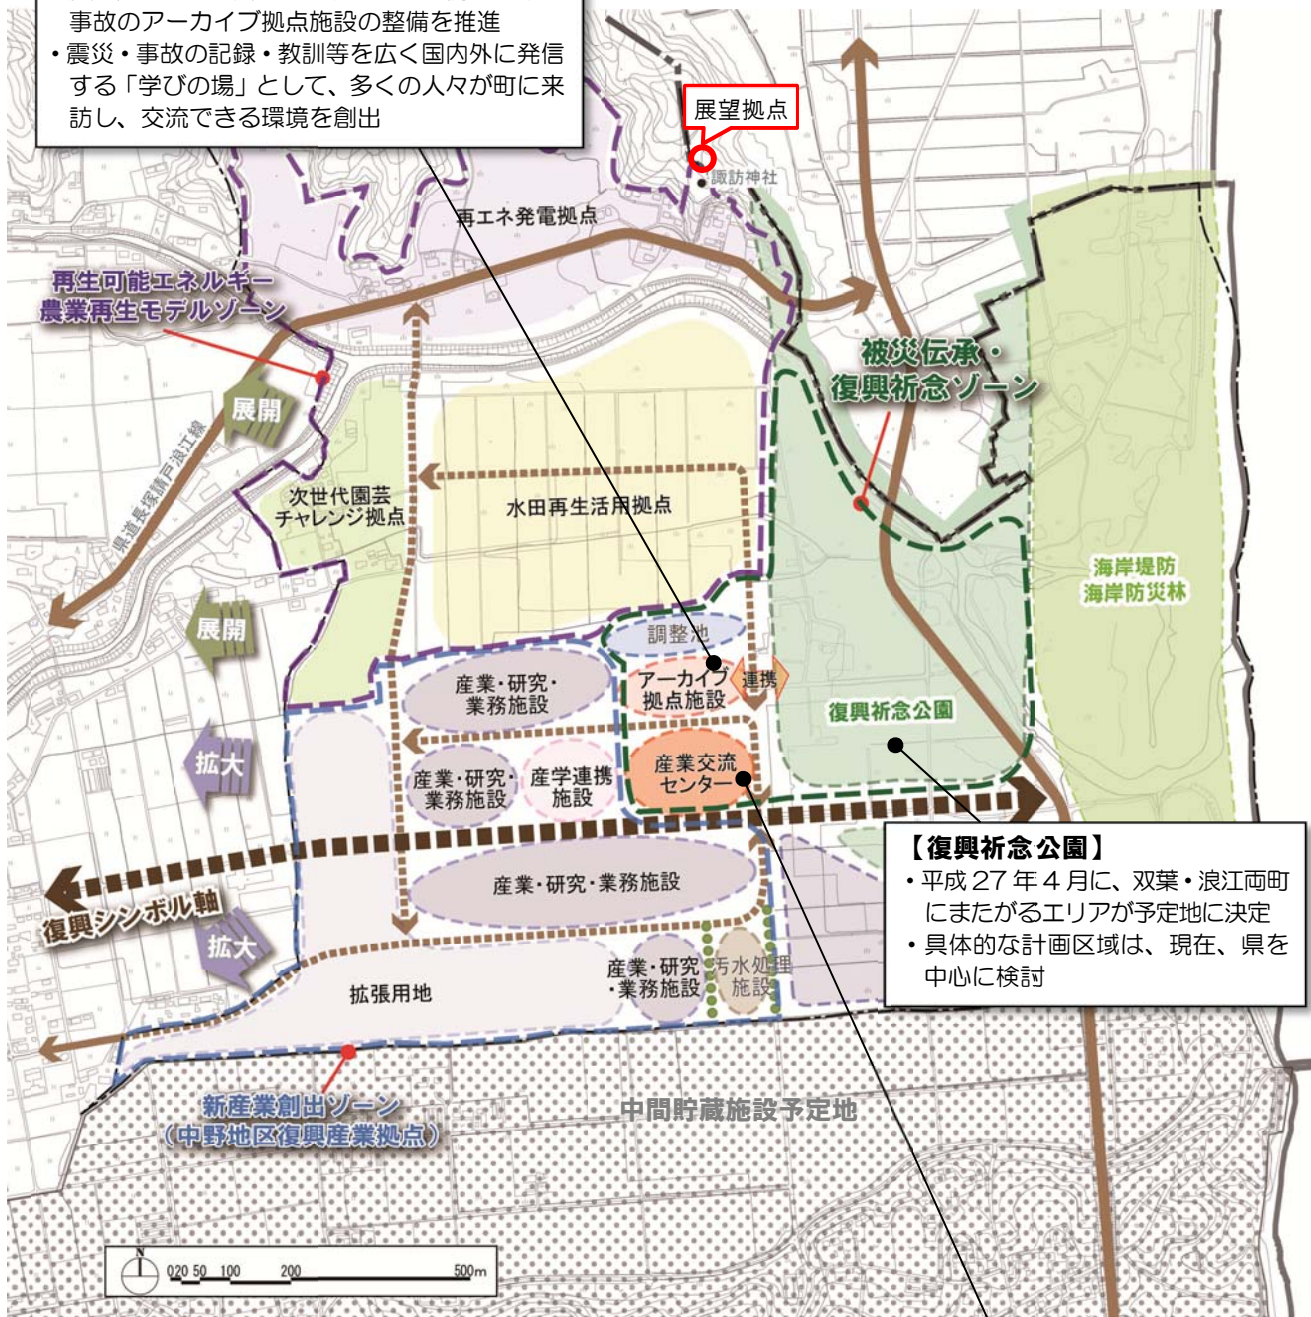 事故のアーカイブ拠点施設の整備を推進
・震災・事故の記録・教訓等を広く国内外に発信
する「学びの場」として、多くの人々が町に来
訪し、交流できる環境を創出
展望拠点
諏訪神社
再エネ発電拠点
再生可能エネルギー
農業再生モデルゾーン
被災伝承・
復興祈念ゾーン
展開
県道長塚請戸浪江線
次世代園芸
チャレンジ拠点
水田再生活用拠点
海岸堤防
海岸防災林
展開
調整池
産業・研究・
業務施設
アーカイブ
拠点施設
連携
復興祈念公園
拡大
産業・研究・
業務施設
産学連携
施設
産業交流
センター
【復興祈念公園】
・平成 27 年 4 月に、双葉・浪江両町
にまたがるエリアが予定地に決定
・具体的な計画区域は、現在、県を
中心に検討
産業・研究・業務施設
復興シンボル軸
拡大
拡張用地
産業・研究
・業務施設
汚水処理
施設
新産業創出ゾーン
（中野地区復興産業拠点）
中間貯蔵施設予定地
N
020 50 100 200 500m